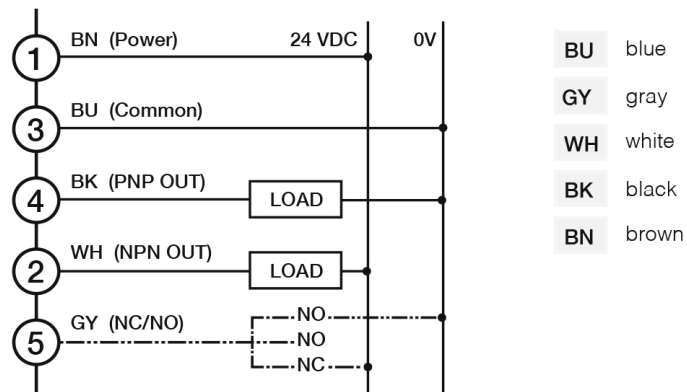 1 BN (Power) 24 VDC 0V
3 BU (Common)
4 BK (PNP OUT) LOAD
2 WH (NPN OUT) LOAD
5 GY (NC/NO) NO
NO
NC
BU blue
GY gray
WH white
BK black
BN brown